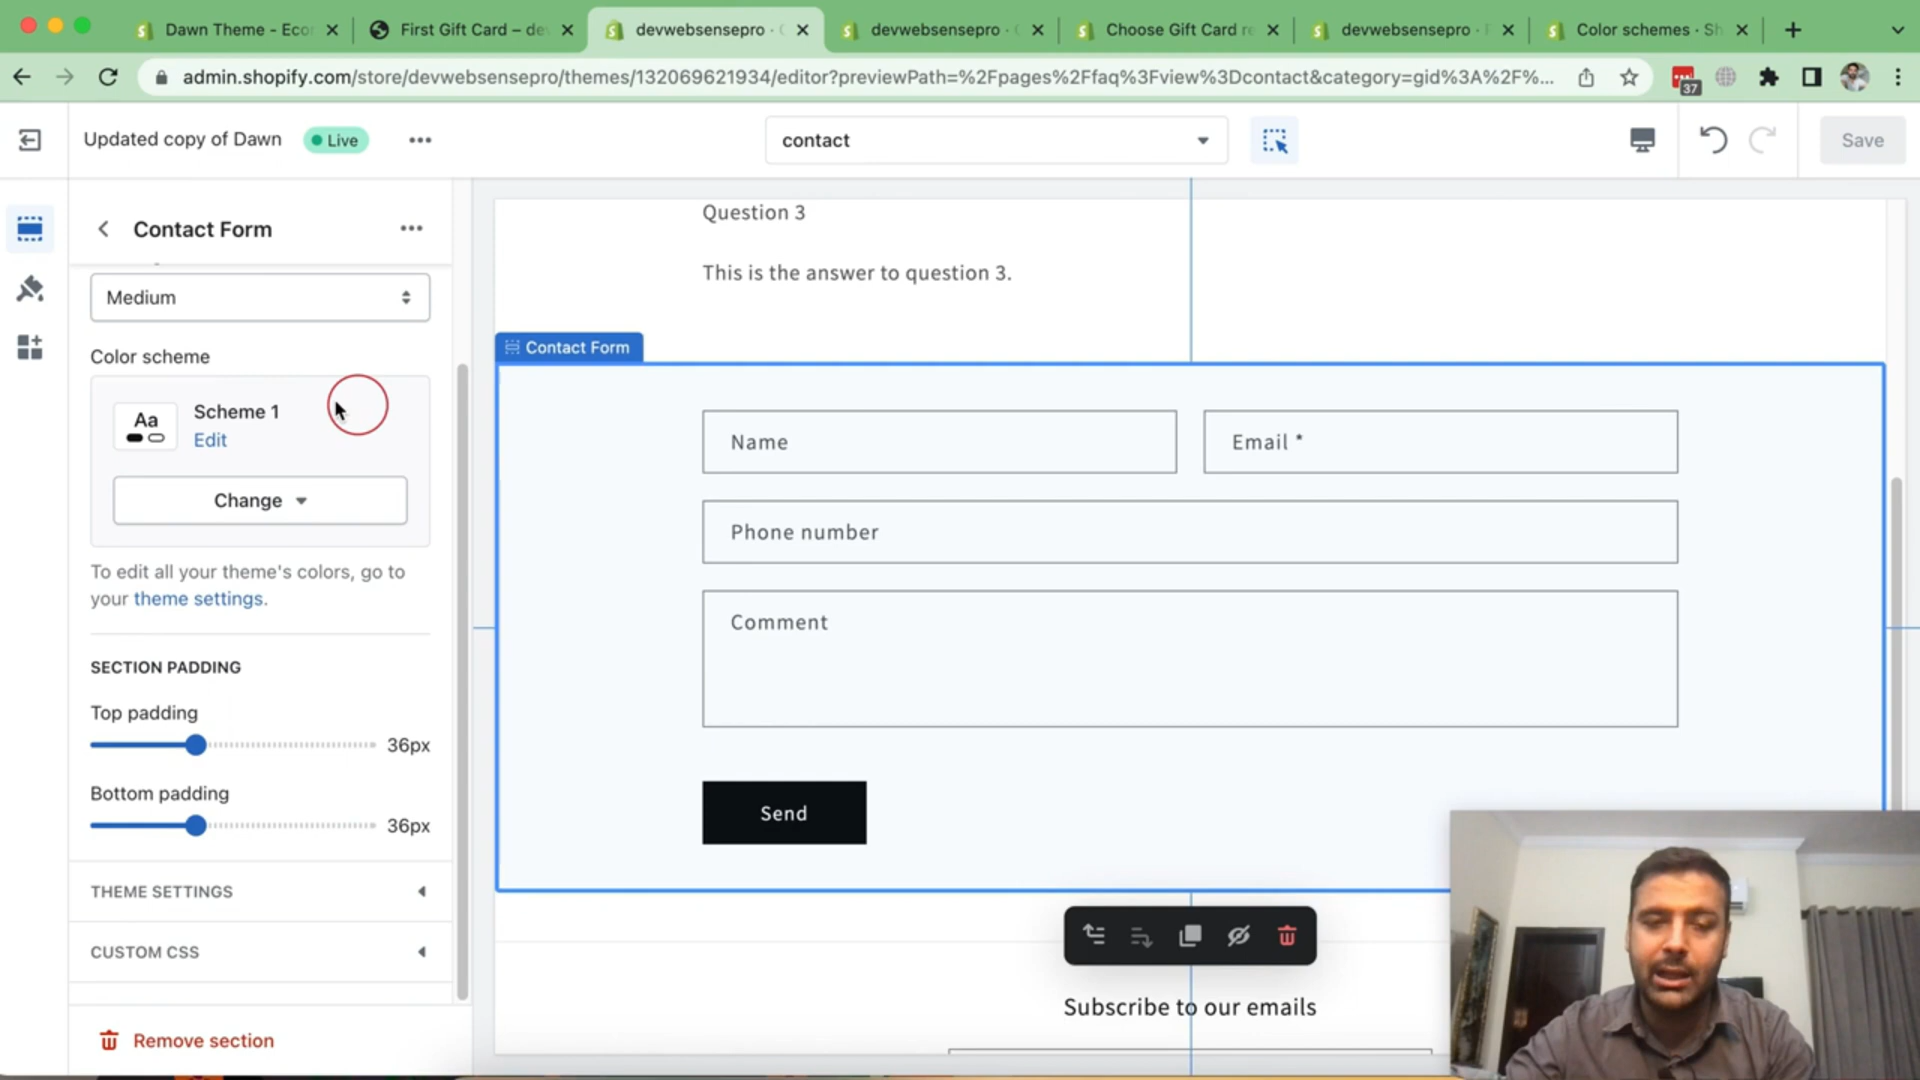 Dawn Theme - Eco
First Gift Card – de
devwebsensepro ·
devwebsensepro ·
Choose Gift Card re
devwebsensepro ·
Color schemes · Sh
admin.shopify.com/store/devwebsensepro/themes/132069621934/editor?previewPath=%2Fpages%2Ffaq%3Fview%3Dcontact&category=gid%3A%2F%...
37
Updated copy of Dawn
Live
contact
Save
Contact Form
Medium
Color scheme
Aa
Scheme 1
Edit
Change
To edit all your theme's colors, go to
your theme settings.
SECTION PADDING
Top padding
36px
Bottom padding
36px
THEME SETTINGS
CUSTOM CSS
Remove section
Question 3
This is the answer to question 3.
Contact Form
Name
Email *
Phone number
Comment
Send
Subscribe to our emails